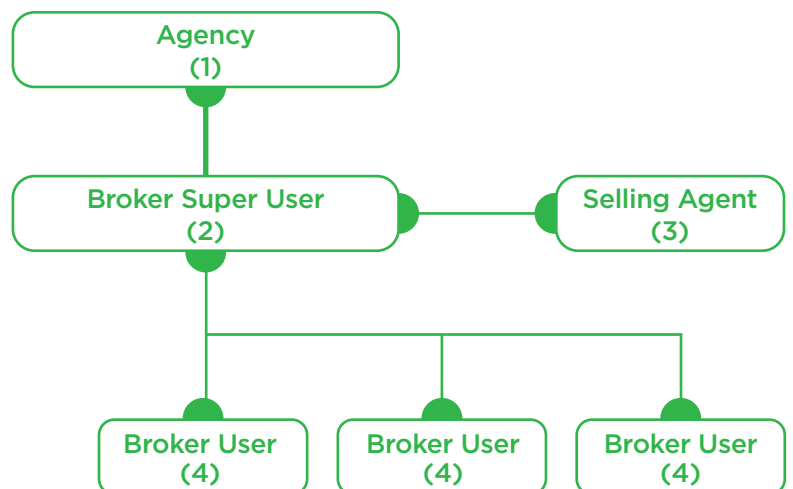 Agency
(1)
Broker Super User
(2)
Selling Agent
(3)
Broker User
(4)
Broker User
(4)
Broker User
(4)